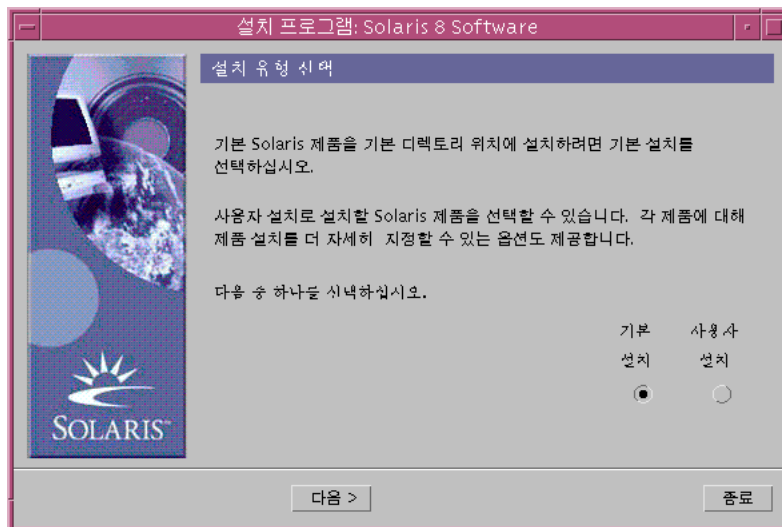 설치 프로그램: Solaris 8 Software
설치 유형 선택
기본 Solaris 제품을 기본 디렉토리 위치에 설치하려면 기본 설치를
선택하십시오.
사용자 설치로 설치할 Solaris 제품을 선택할 수 있습니다. 각 제품에 대해
제품 설치를 더 자세히 지정할 수 있는 옵션도 제공합니다.
다음 중 하나를 선택하십시오.
기본 사용자
설치 설치
SOLARIS™
다음 >
종료